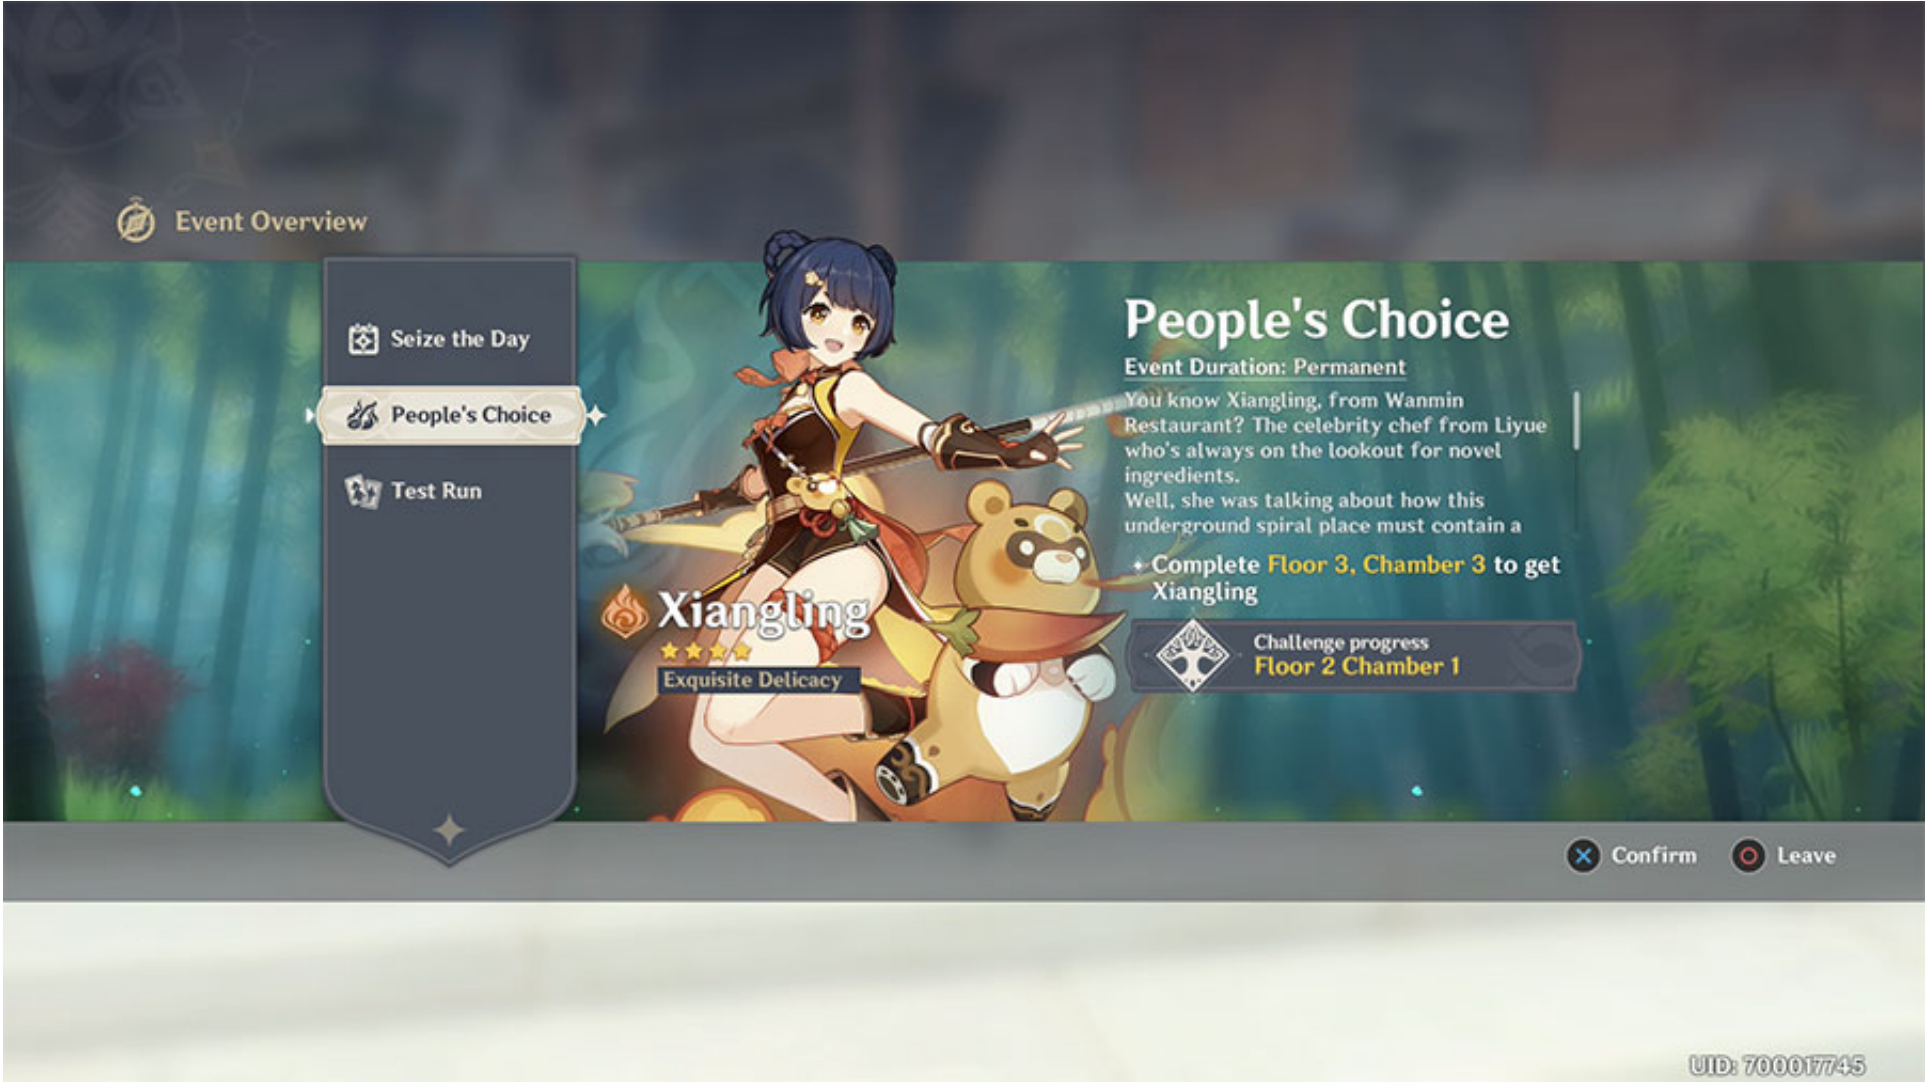 Event Overview
Seize the Day
People's Choice
Test Run
Xiangling
Exquisite Delicacy
People's Choice
Event Duration: Permanent
You know Xiangling, from Wanmin
Restaurant? The celebrity chef from Liyue
who's always on the lookout for novel
ingredients.
Well, she was talking about how this
underground spiral place must contain a
Complete Floor 3, Chamber 3 to get
Xiangling
Challenge progress
Floor 2 Chamber 1
Confirm
Leave
UID: 700017745